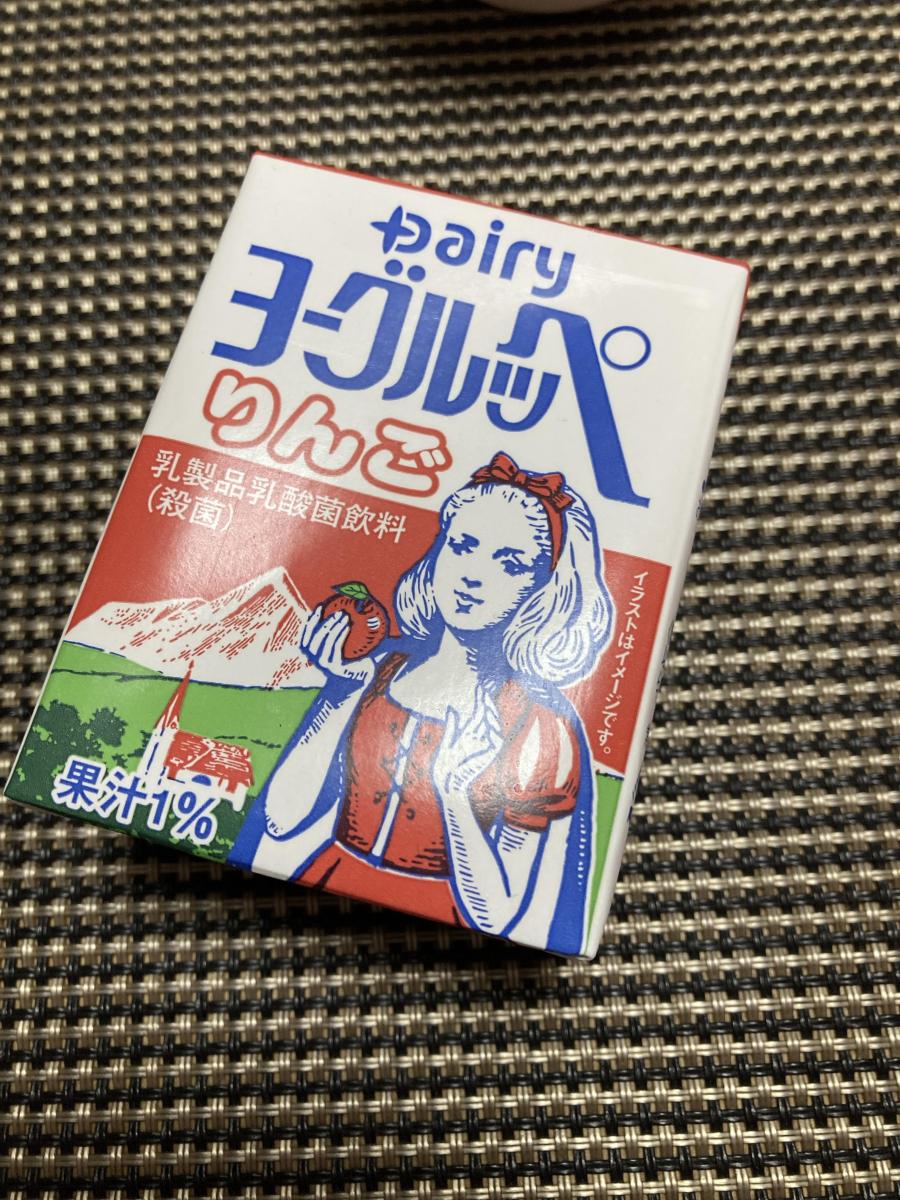 Dairy
ヨーグルッペ
りんご
乳製品乳酸菌飲料
(殺菌)
イラストはイメージです。
果汁1%